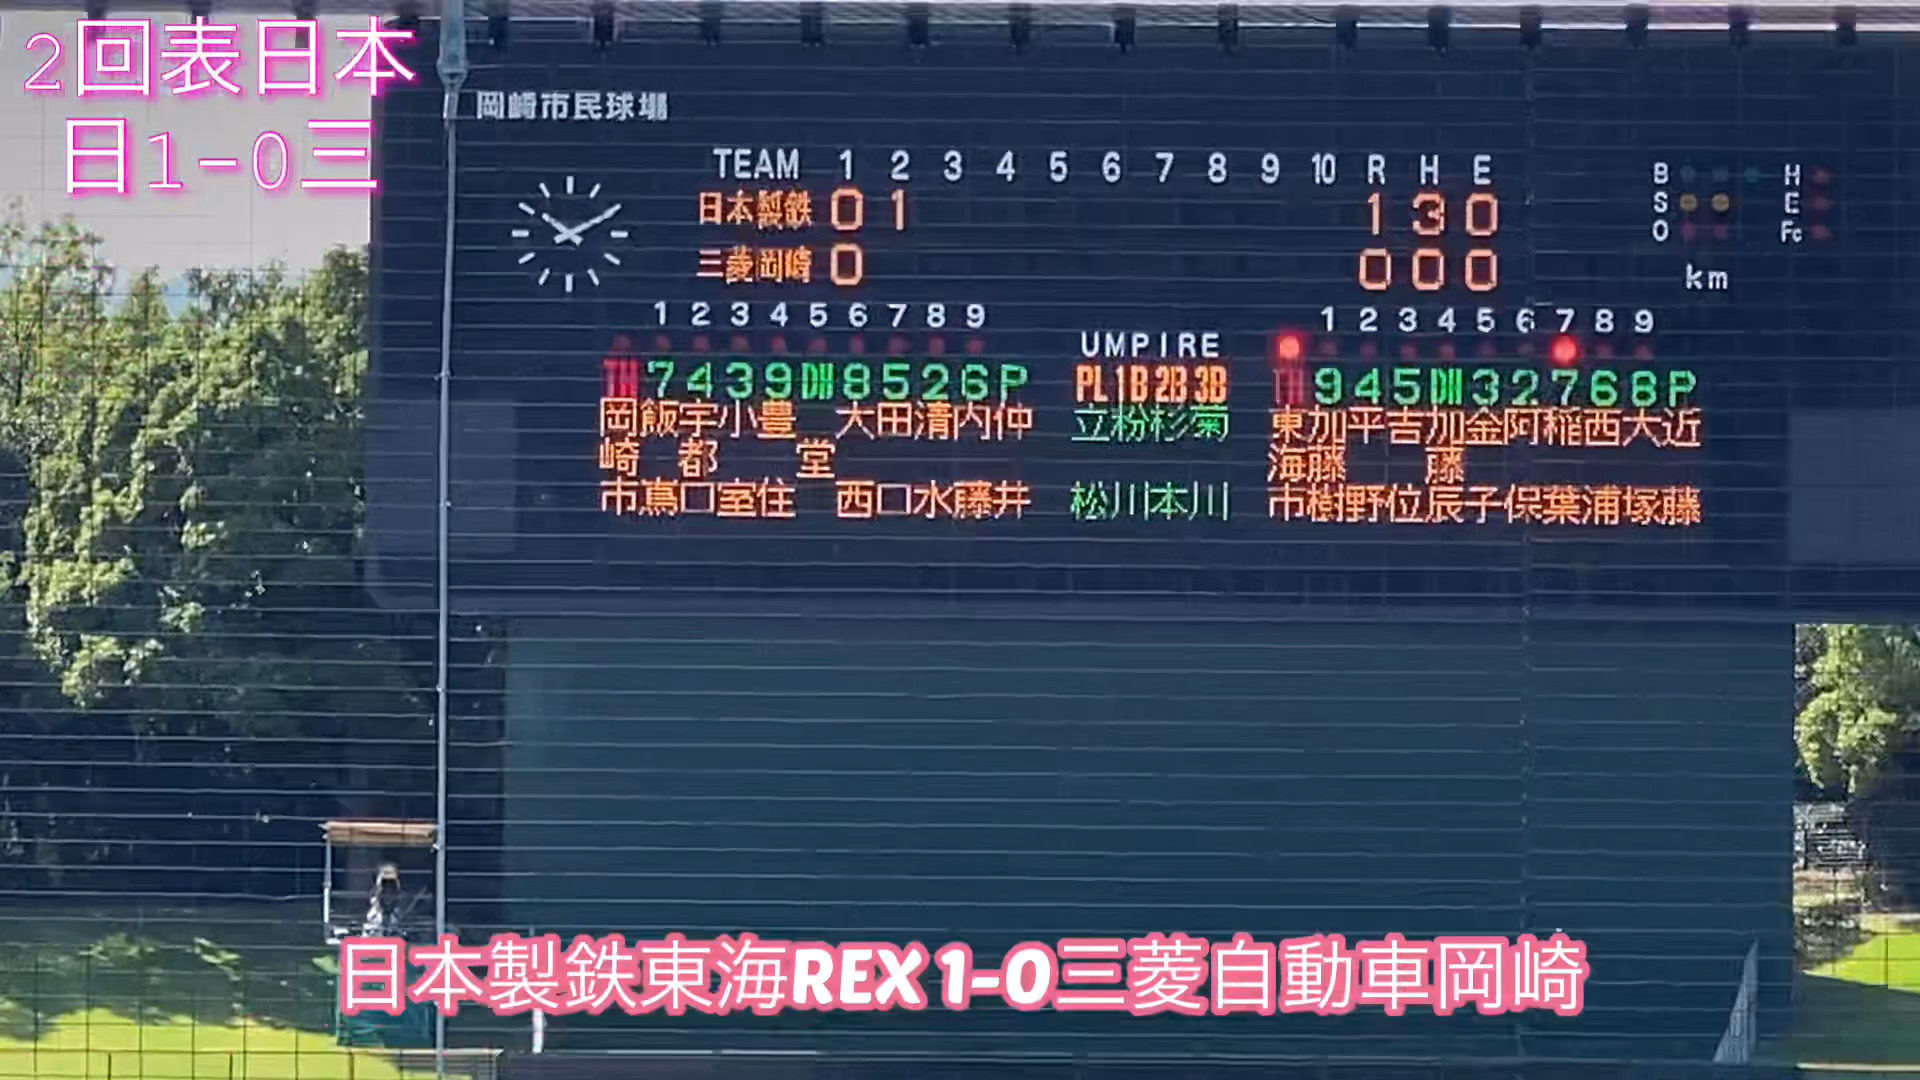 2回表日本
日1-0三
岡崎市民球場
TEAM 1 2 3 4 5 6 7 8 9 10 R H E
日本製鉄 0 1 1 3 0
三菱岡崎 0 0 0 0
B H
S E
O Fc
km
1 2 3 4 5 6 7 8 9
TH 7 4 3 9 DH 8 5 2 6 P
岡飯宇小豊 大田清内仲
崎 都 堂
市嶌口室住 西口水藤井
UMPIRE
PL 1B 2B 3B
立粉杉菊
松川本川
1 2 3 4 5 6 7 8 9
TH 9 4 5 DH 3 2 7 6 8 P
東加平吉加金阿稲西大近
海藤 藤
市樹野位辰子保葉浦塚藤
日本製鉄東海REX 1-0三菱自動車岡崎